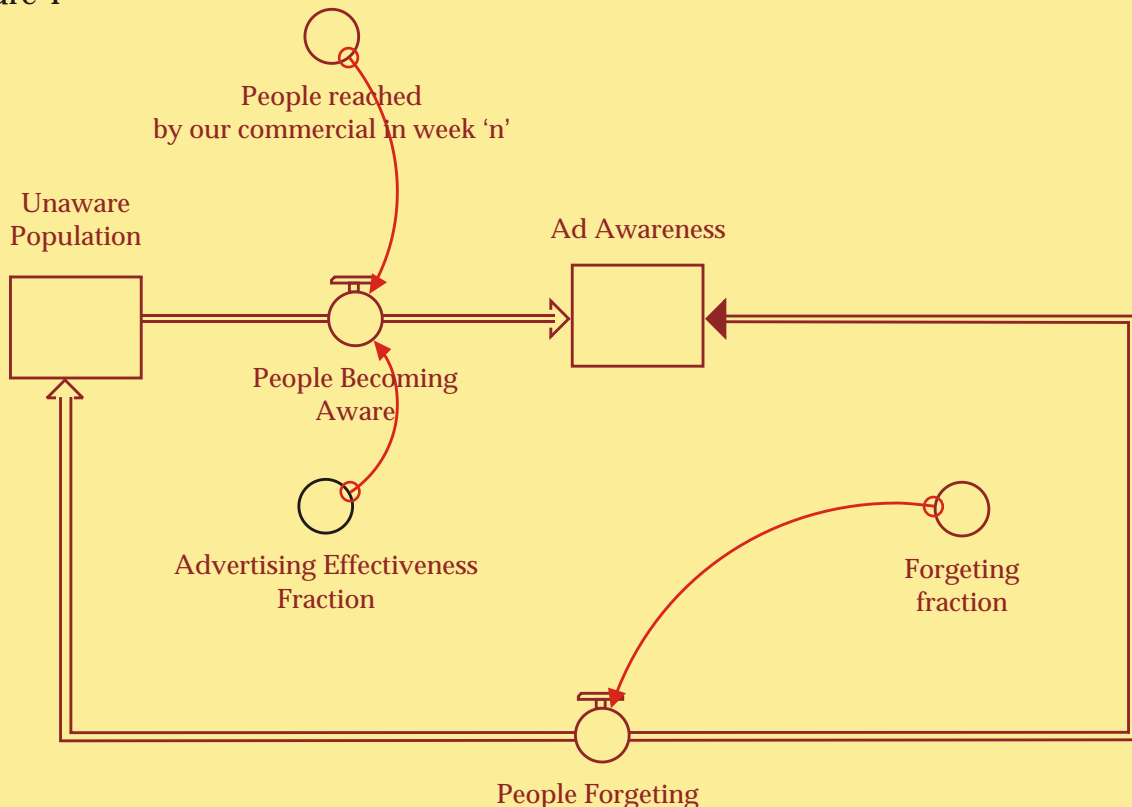 People reached
by our commercial in week ‘n’
Unaware
Population
Ad Awareness
People Becoming
Aware
Advertising Effectiveness
Fraction
Forgeting
fraction
People Forgeting